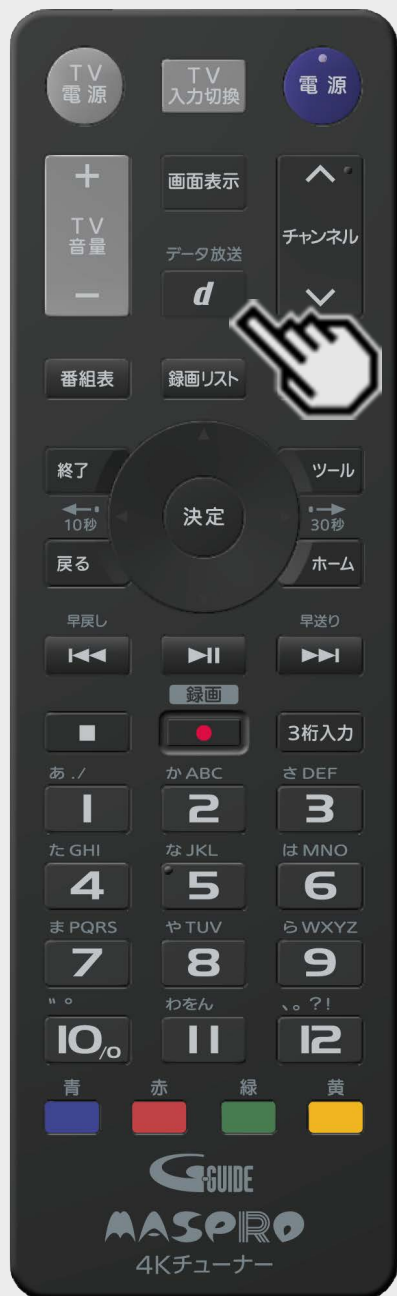 TV
電源
TV
入力切換
電源
+
TV
音量
−
画面表示
チャンネル
データ放送
d
番組表
録画リスト
終了
ツール
10秒
決定
30秒
戻る
ホーム
早戻し
早送り
録画
3桁入力
あ ./
か ABC
さ DEF
1
2
3
た GHI
な JKL
は MNO
4
5
6
ま PQRS
や TUV
ら WXYZ
7
8
9
゛゜
わをん
、。?!
10/0
11
12
青
赤
緑
黄
G-GUIDE
MASPRO
4Kチューナー